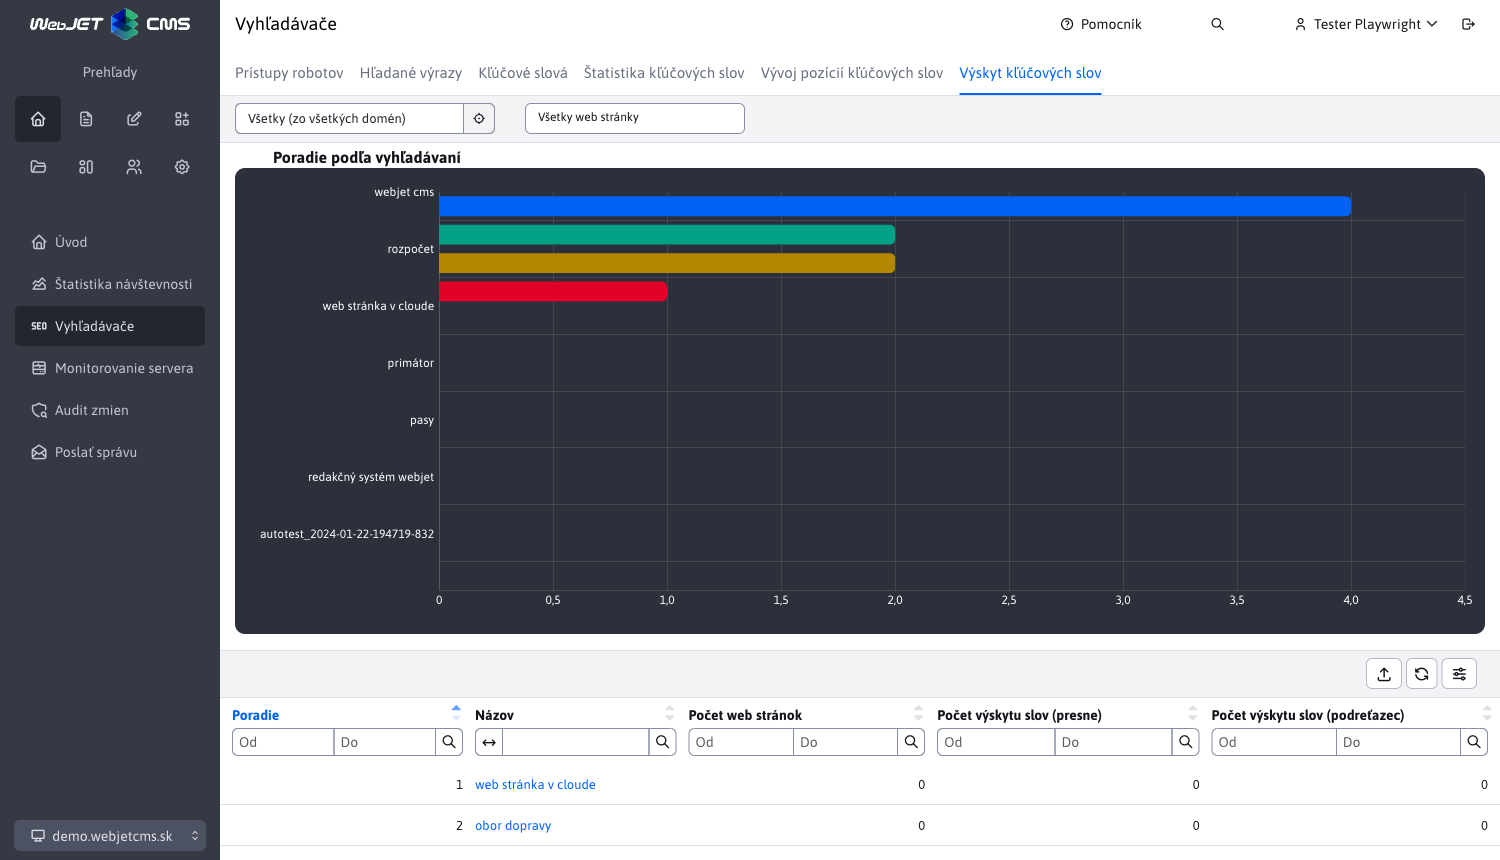 WebJET CMS
Vyhľadávače
Pomocník
Tester Playwright
Prehľady
Prístupy robotov
Hľadané výrazy
Kľúčové slová
Štatistika kľúčových slov
Vývoj pozícií kľúčových slov
Výskyt kľúčových slov
Všetky (zo všetkých domén)
Všetky web stránky
Úvod
Štatistika návštevnosti
SEO Vyhľadávače
Monitorovanie servera
Audit zmien
Poslať správu
demo.webjetcms.sk
Poradie podľa vyhľadávaní
webjet cms
rozpočet
web stránka v cloude
primátor
pasy
redakčný systém webjet
autotest_2024-01-22-194719-832
0 0,5 1,0 1,5 2,0 2,5 3,0 3,5 4,0 4,5
Poradie Názov Počet web stránok Počet výskytu slov (presne) Počet výskytu slov (podreťazec)
Od Do Od Do Od Do Od Do
1 web stránka v cloude 0 0 0
2 obor dopravy 0 0 0